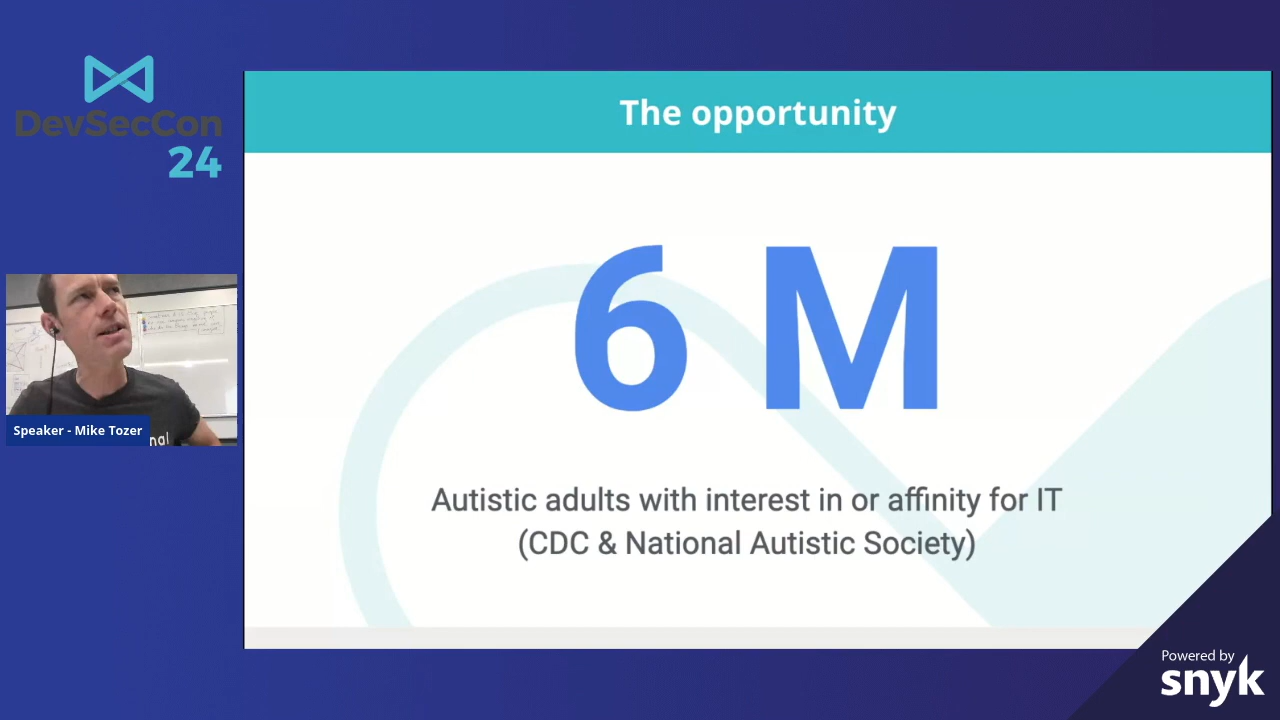 DevSecCon
24
The opportunity
6 M
Autistic adults with interest in or affinity for IT
(CDC & National Autistic Society)
Speaker - Mike Tozer
nal
Powered by
snyk